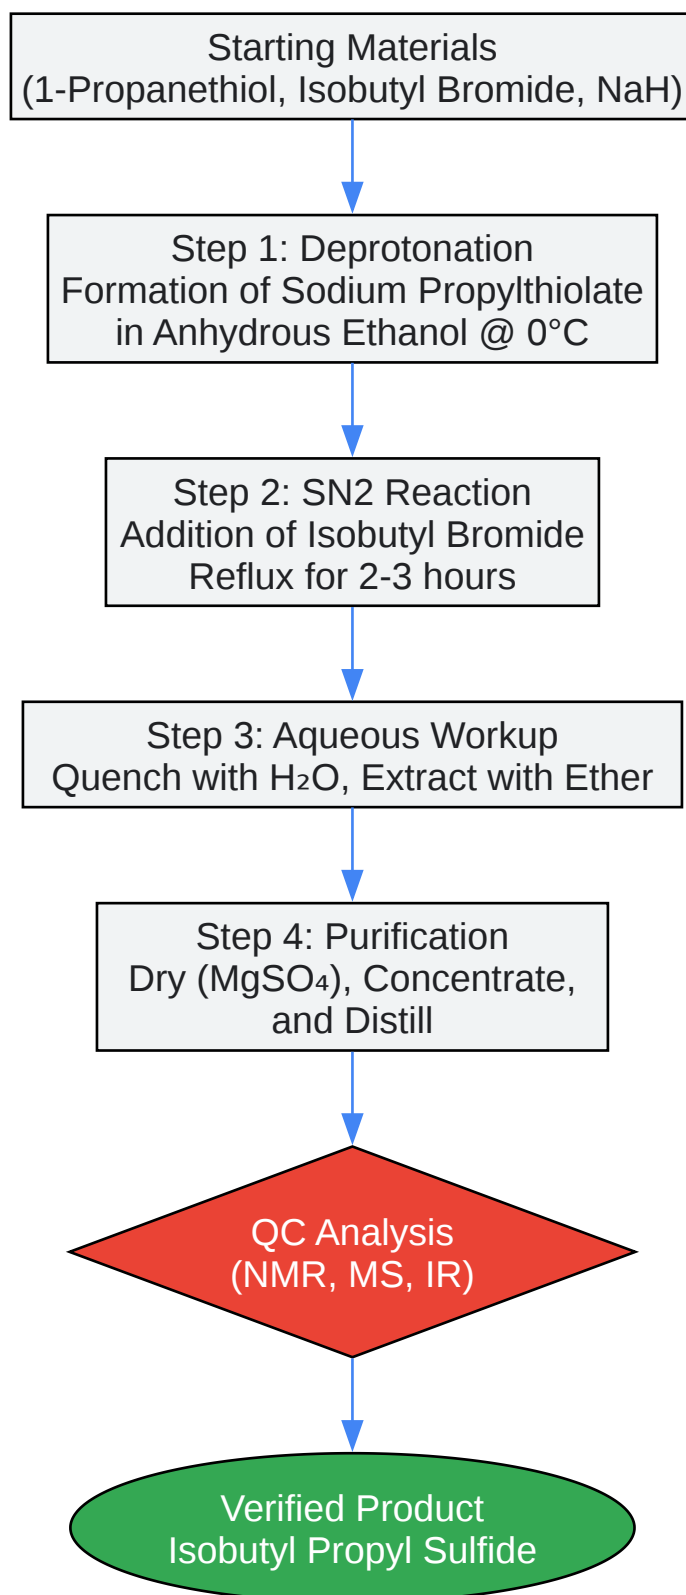 Starting Materials
(1-Propanethiol, Isobutyl Bromide, NaH)
Step 1: Deprotonation
Formation of Sodium Propylthiolate
in Anhydrous Ethanol @ 0°C
Step 2: SN2 Reaction
Addition of Isobutyl Bromide
Reflux for 2-3 hours
Step 3: Aqueous Workup
Quench with H₂O, Extract with Ether
Step 4: Purification
Dry (MgSO₄), Concentrate,
and Distill
QC Analysis
(NMR, MS, IR)
Verified Product
Isobutyl Propyl Sulfide